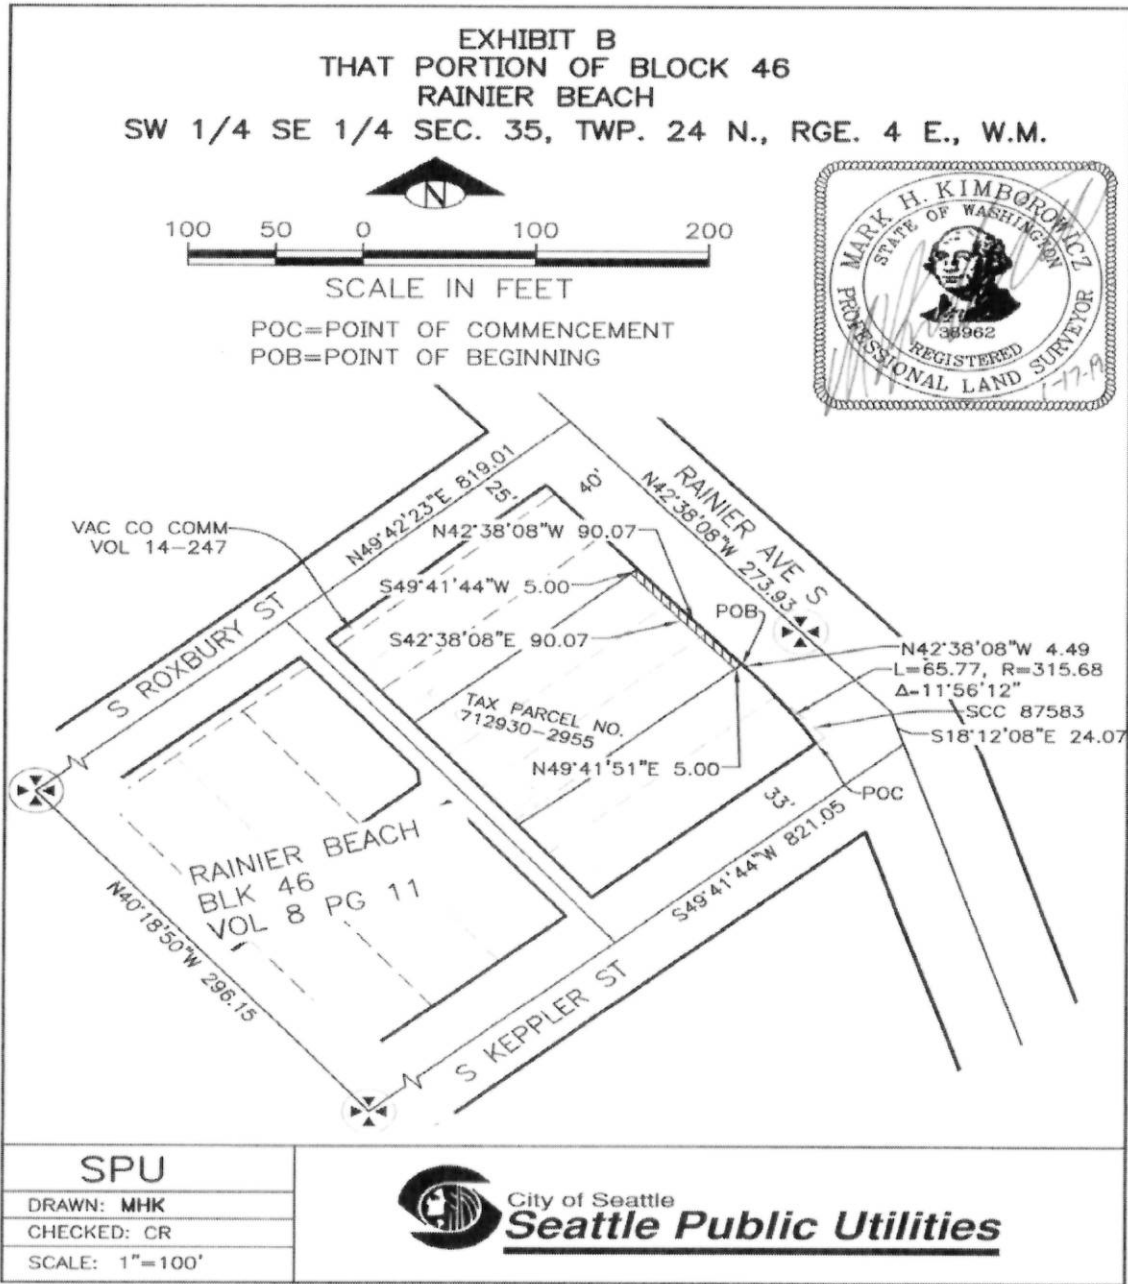 EXHIBIT B
THAT PORTION OF BLOCK 46
RAINIER BEACH
SW 1/4 SE 1/4 SEC. 35, TWP. 24 N., RGE. 4 E., W.M.
N
100 50 0 100 200
SCALE IN FEET
POC=POINT OF COMMENCEMENT
POB=POINT OF BEGINNING
MARK H. KIMBOROWICZ
STATE OF WASHINGTON
38962
REGISTERED
PROFESSIONAL LAND SURVEYOR
1-17-19
RAINIER AVE S
N42°38'08"W 273.93
40'
25'
N49°42'23"E 819.01
S ROXBURY ST
VAC CO COMM
VOL 14-247
N42°38'08"W 90.07
S49°41'44"W 5.00
S42°38'08"E 90.07
POB
N42°38'08"W 4.49
L=65.77, R=315.68
Δ=11°56'12"
SCC 87583
S18°12'08"E 24.07
TAX PARCEL NO.
712930-2955
N49°41'51"E 5.00
POC
33'
S49°41'44"W 821.05
RAINIER BEACH
BLK 46
VOL 8 PG 11
N40°18'50"W 296.15
S KEPPLER ST
SPU
DRAWN: MHK
CHECKED: CR
SCALE: 1"=100'
City of Seattle
Seattle Public Utilities